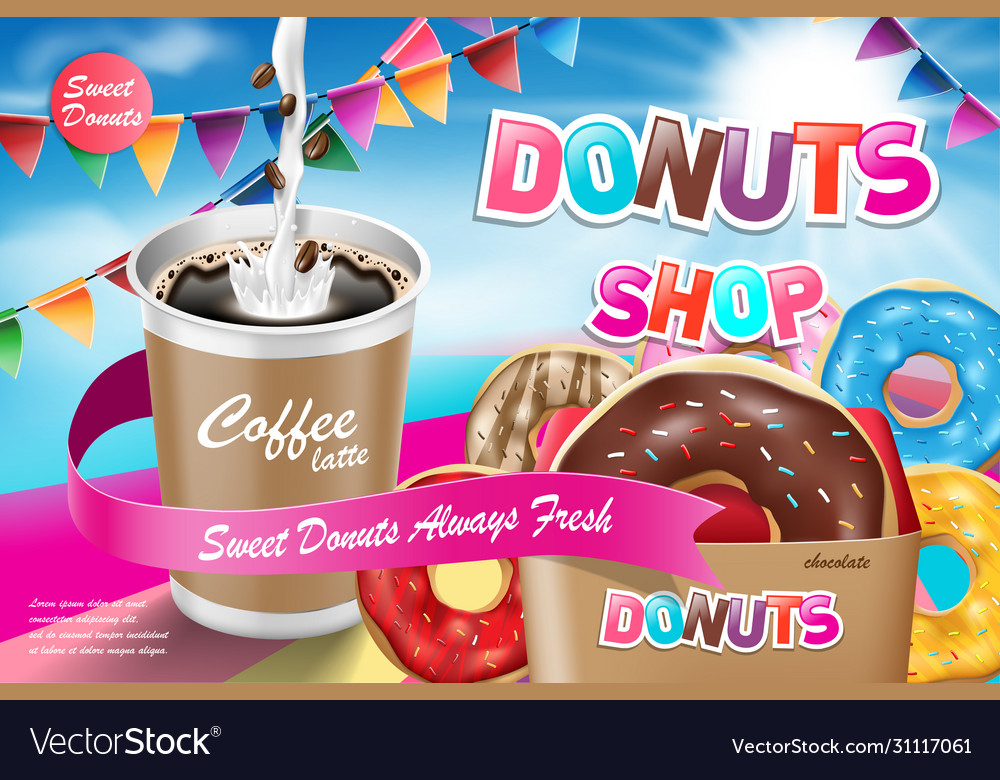 Sweet
Donuts
DONUTS
SHOP
Coffee
latte
Sweet Donuts Always Fresh
chocolate
DONUTS
Lorem ipsum dolor sit amet,
consectetur adipiscing elit,
sed do eiusmod tempor incididunt
ut labore et dolore magna aliqua.
VectorStock®
VectorStock.com/31117061